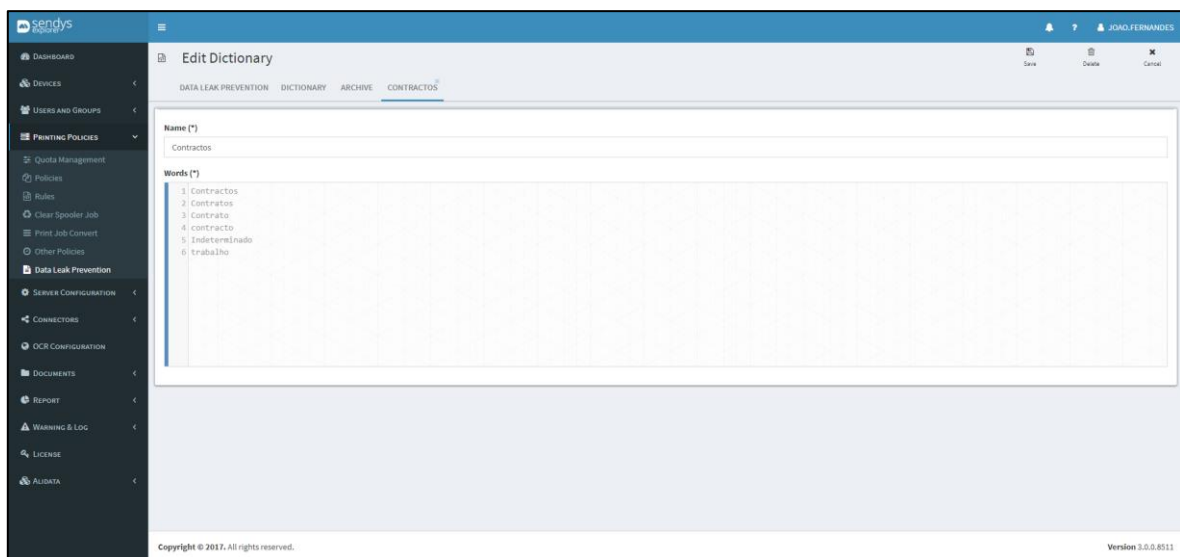 sendys
explorer
JOAO.FERNANDES
DASHBOARD
DEVICES
USERS AND GROUPS
PRINTING POLICIES
Quota Management
Policies
Rules
Clear Spooler Job
Print Job Convert
Other Policies
Data Leak Prevention
SERVER CONFIGURATION
CONNECTORS
OCR CONFIGURATION
DOCUMENTS
REPORT
WARNING & LOG
LICENSE
ALIDATA
Edit Dictionary
Save Delete Cancel
DATA LEAK PREVENTION DICTIONARY ARCHIVE CONTRACTOS
Name (*)
Contractos
Words (*)
1 Contractos
2 Contratos
3 Contrato
4 contracto
5 Indeterminado
6 trabalho
Copyright © 2017. All rights reserved. Version 3.0.0.8511